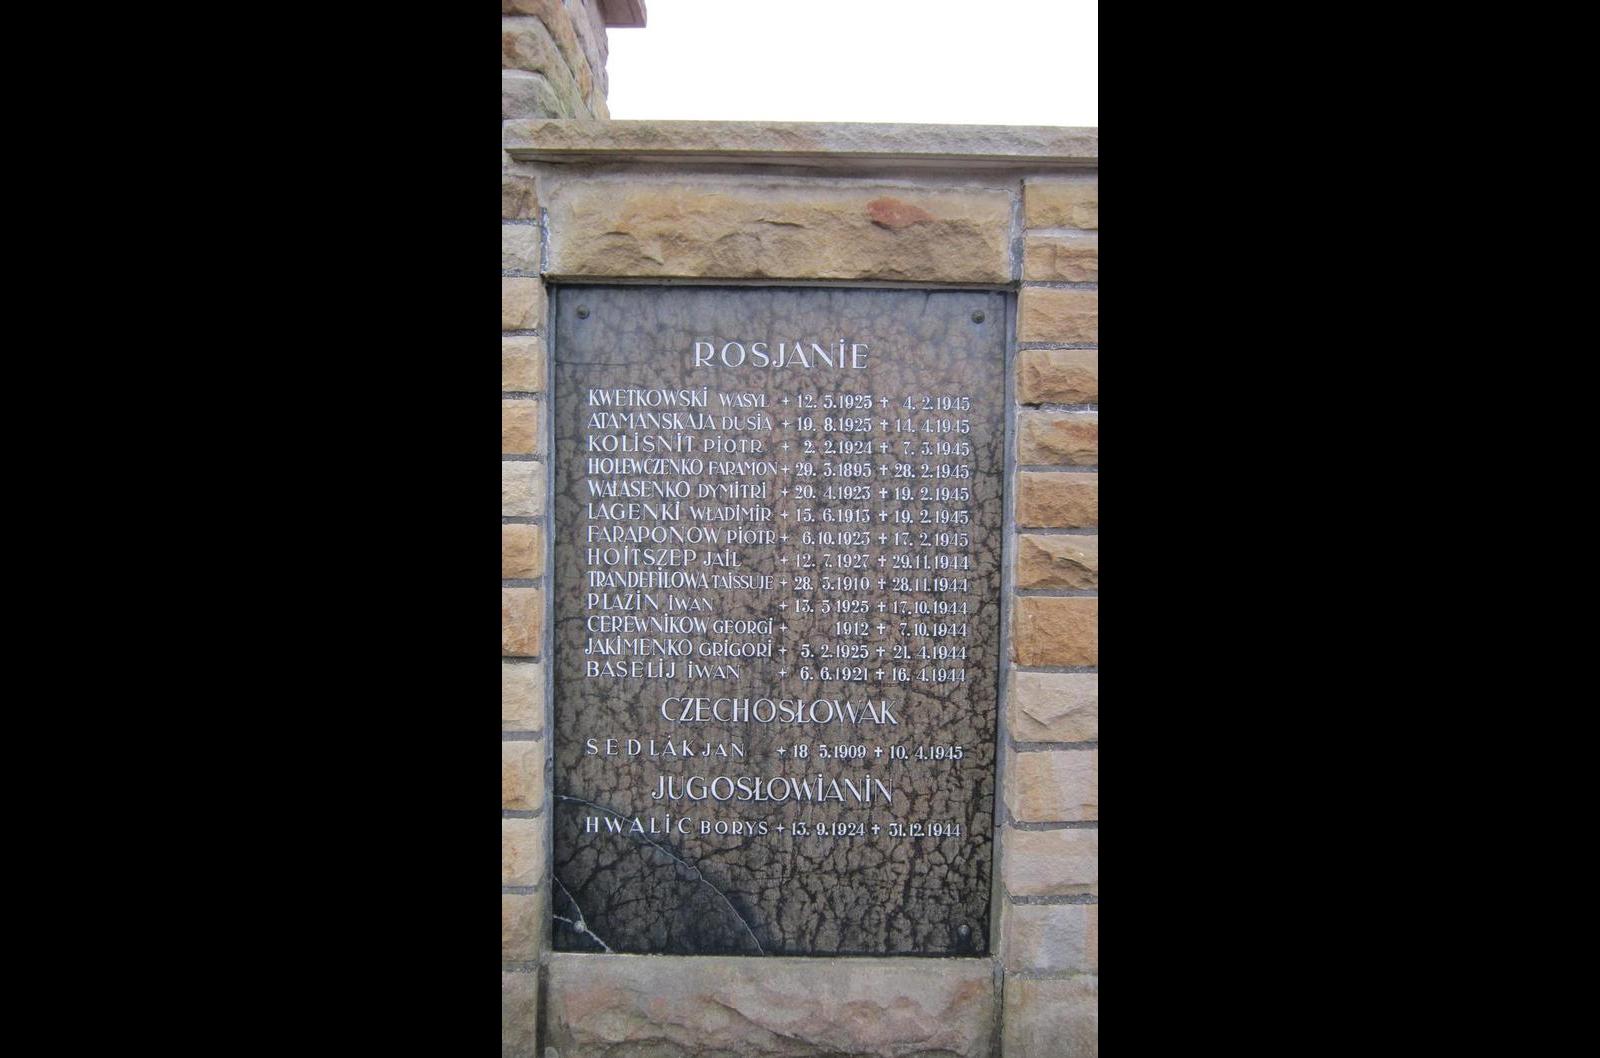 ROSJANIE
KWETKOWSKI WASYL + 12. 5.1925 ✝ 4. 2.1945
ATAMANSKAJA DUSIA + 19. 8.1925 ✝ 14. 4.1945
KOLISNIT PIOTR + 2. 2.1924 ✝ 7. 3.1945
HOLEWCZENKO FARAMON + 29. 3.1895 ✝ 28. 2.1945
WAŁASENKO DYMITRI + 20. 4.1923 ✝ 19. 2.1945
LAGENKI WŁADIMIR + 15. 6.1913 ✝ 19. 2.1945
FARAPONOW PIOTR + 6.10.1923 ✝ 17. 2.1945
HOITSZEP JAIL + 12. 7.1927 ✝ 29.11.1944
TRANDEFILOWA TAISSUJE + 28. 3.1910 ✝ 28.11.1944
PLAZIN IWAN + 13. 5 1925 ✝ 17.10.1944
CEREWNIKOW GEORGI + 1912 ✝ 7.10.1944
JAKIMENKO GRIGORI + 5. 2.1925 ✝ 21. 4.1944
BASELIJ IWAN + 6. 6.1921 ✝ 16. 4.1944
CZECHOSŁOWAK
SEDLÁK JAN + 18 5.1909 ✝ 10. 4.1945
JUGOSŁOWIANIN
HWALIC BORYS + 13. 9.1924 ✝ 31.12.1944